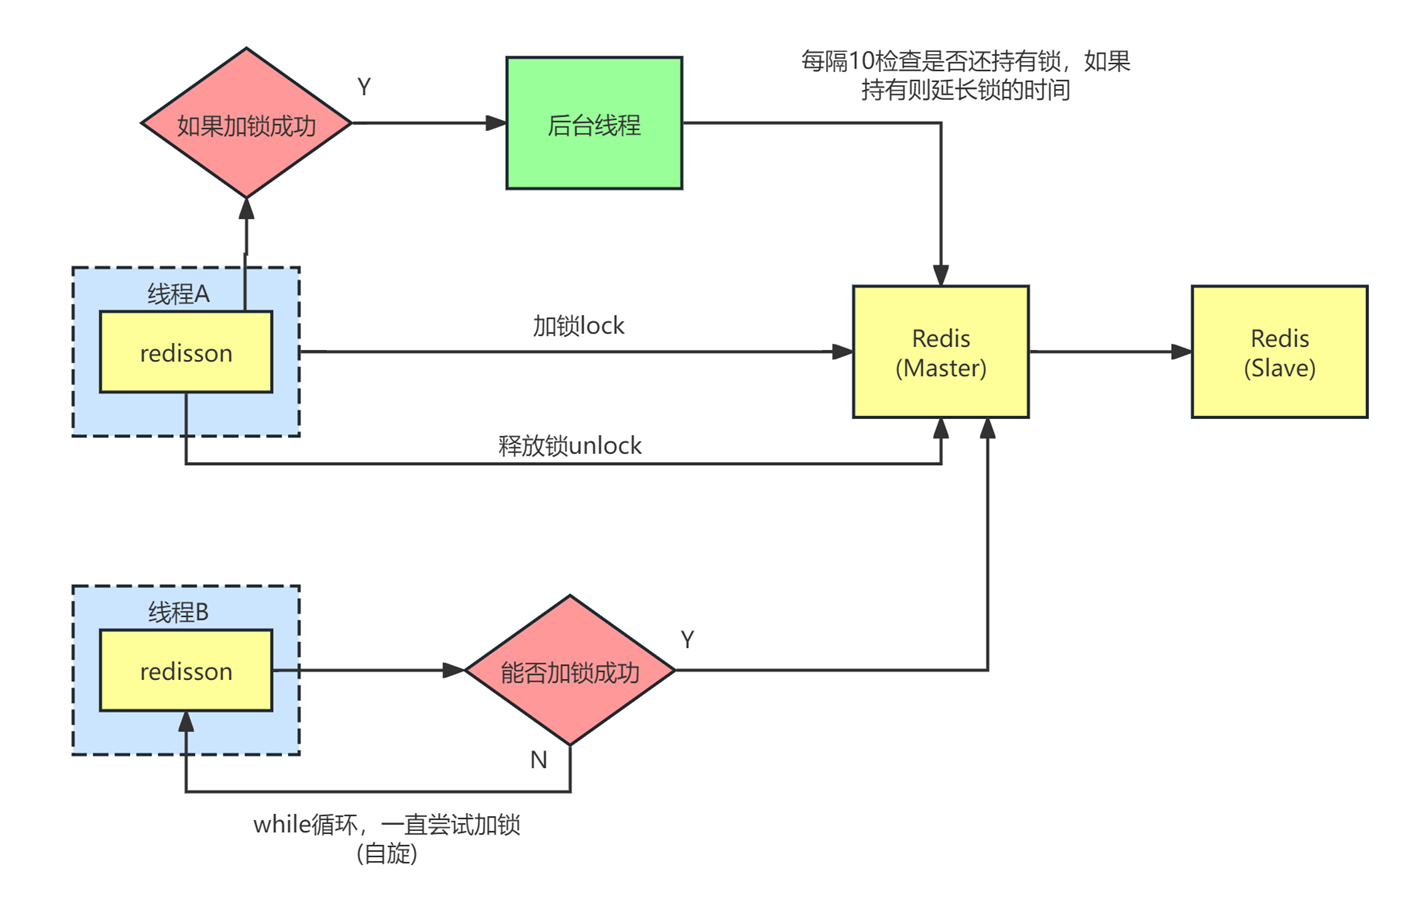 每隔10检查是否还持有锁，如果
持有则延长锁的时间
Y
如果加锁成功
后台线程
线程A
redisson
加锁lock
Redis
(Master)
Redis
(Slave)
释放锁unlock
线程B
redisson
能否加锁成功
Y
N
while循环，一直尝试加锁
(自旋)